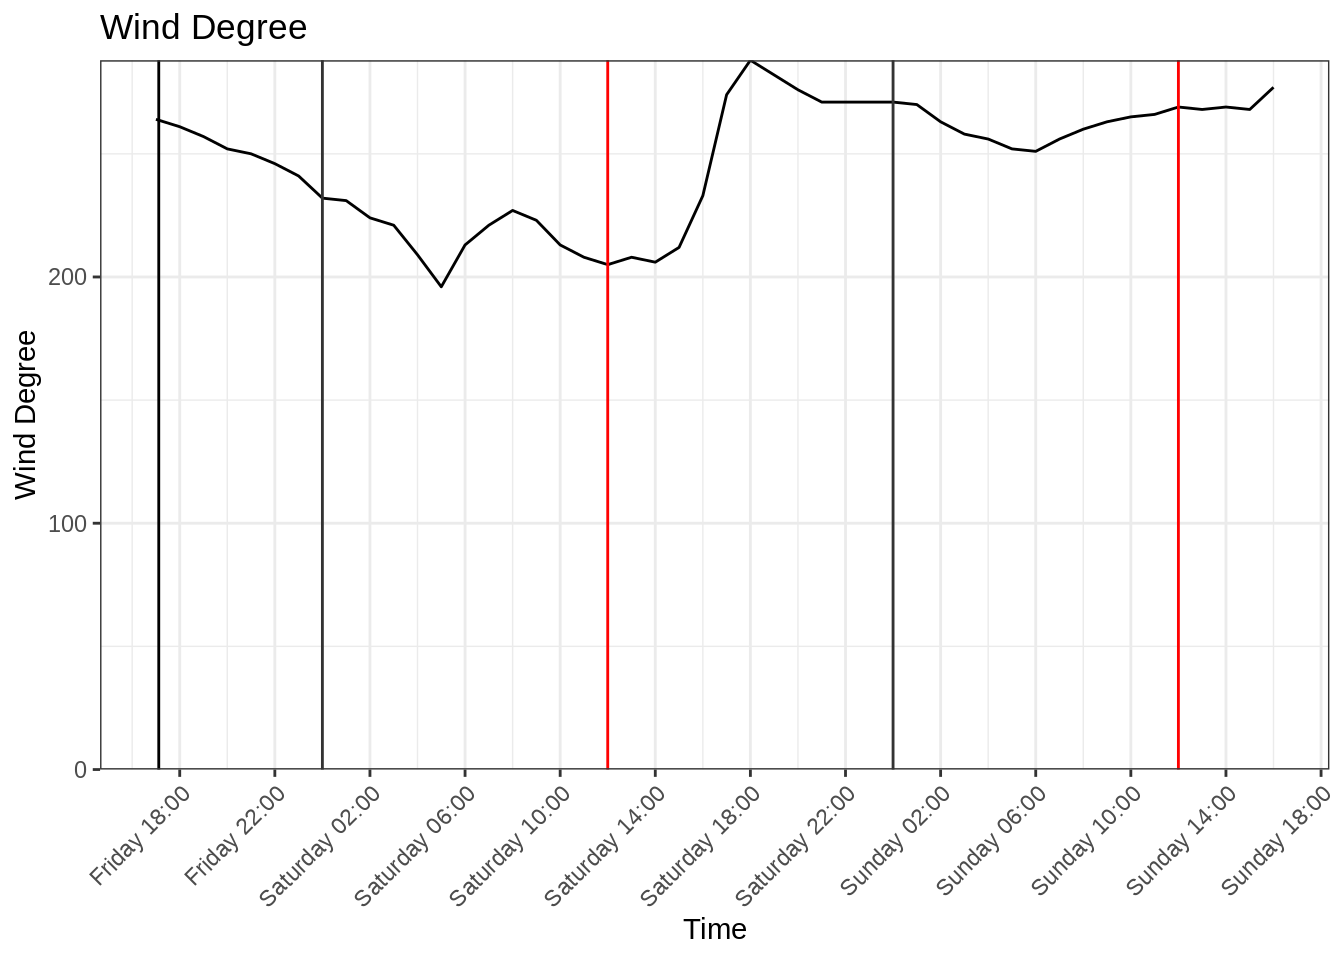 Wind Degree
Wind Degree
200
100
0
Friday 18:00
Friday 22:00
Saturday 02:00
Saturday 06:00
Saturday 10:00
Saturday 14:00
Saturday 18:00
Saturday 22:00
Sunday 02:00
Sunday 06:00
Sunday 10:00
Sunday 14:00
Sunday 18:00
Time